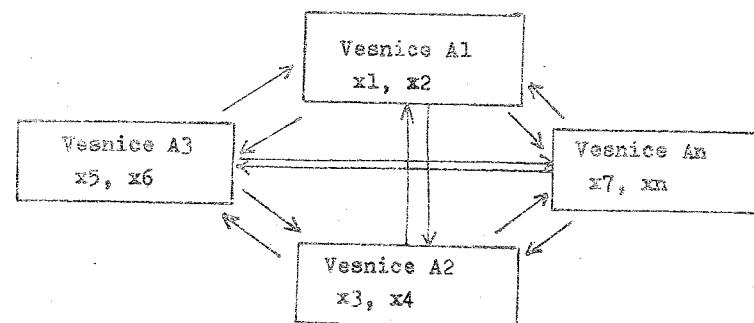 Vesnice A1
x1, x2
Vesnice A3
x5, x6
Vesnice An
x7, xn
Vesnice A2
x3, x4